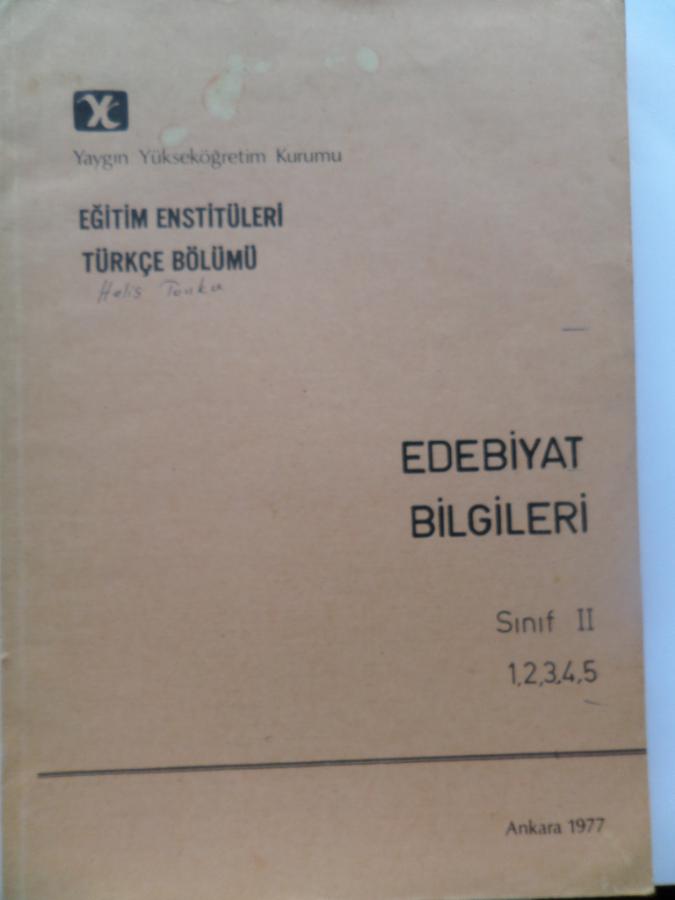 Yaygın Yükseköğretim Kurumu
EĞİTİM ENSTİTÜLERİ
TÜRKÇE BÖLÜMÜ
EDEBİYAT
BİLGİLERİ
Sınıf II
1,2,3,4,5
Ankara 1977